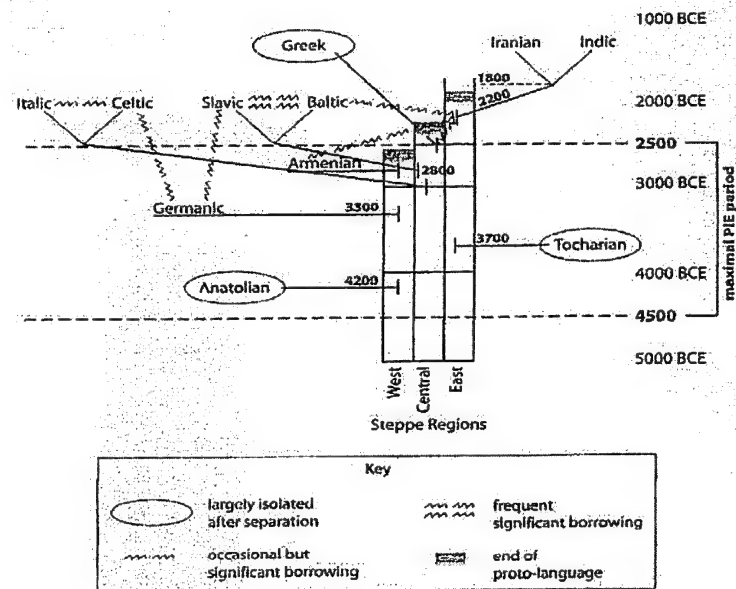 1000 BCE
Greek
Iranian
Indic
1800
2200
2000 BCE
Italic
Celtic
Slavic
Baltic
2500
Armenian
2800
3000 BCE
Germanic
3300
3700
Tocharian
maximal PIE period
4000 BCE
Anatolian
4200
4500
5000 BCE
West
Central
East
Steppe Regions
Key
largely isolated
after separation
frequent
significant borrowing
occasional but
significant borrowing
end of
proto-language